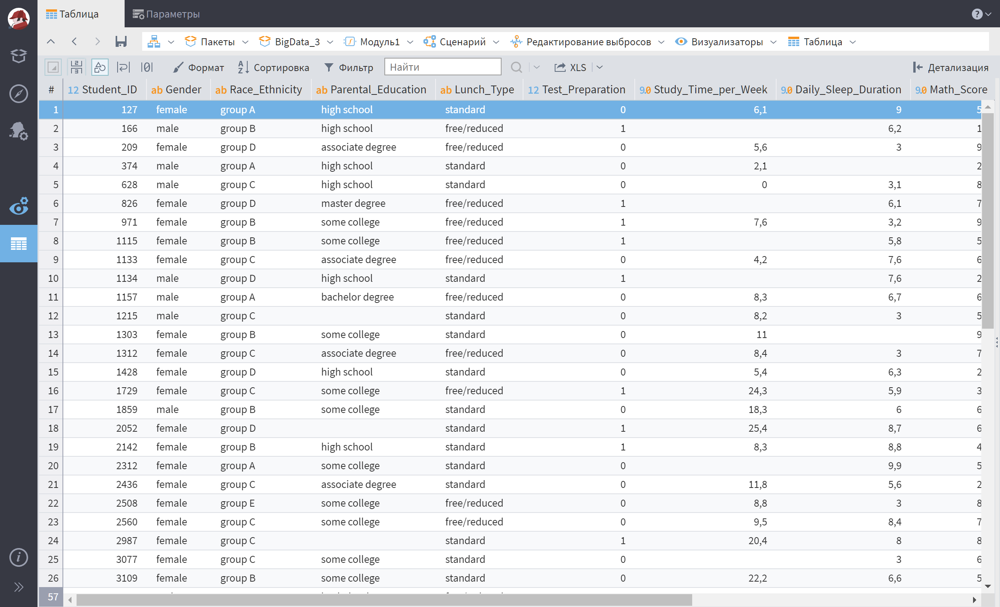 Таблица Параметры ?
Пакеты BigData_3 Модуль1 Сценарий Редактирование выбросов Визуализаторы Таблица
Формат Сортировка Фильтр Найти XLS Детализация
# 12 Student_ID ab Gender ab Race_Ethnicity ab Parental_Education ab Lunch_Type 12 Test_Preparation 9.0 Study_Time_per_Week 9.0 Daily_Sleep_Duration 9.0 Math_Score
1 127 female group A high school standard 0 6,1 9 5
2 166 male group B high school free/reduced 1 6,2 1
3 209 female group D associate degree free/reduced 0 5,6 3 9
4 374 male group A high school standard 0 2,1 2
5 628 male group C high school standard 0 0 3,1 8
6 826 female group D master degree free/reduced 1 6,1 7
7 971 female group B some college free/reduced 1 7,6 3,2 9
8 1115 female group B some college free/reduced 1 5,8 5
9 1133 female group C associate degree free/reduced 0 4,2 7,6 6
10 1134 male group D high school standard 1 7,6 2
11 1157 male group A bachelor degree free/reduced 0 8,3 6,7 6
12 1215 male group C standard 0 8,2 3 5
13 1303 female group B some college standard 0 11 9
14 1312 female group C associate degree free/reduced 0 8,4 3 7
15 1428 female group D high school standard 0 5,4 6,3 2
16 1729 female group C some college free/reduced 1 24,3 5,9 3
17 1859 male group B some college standard 0 18,3 6 6
18 2052 female group D standard 1 25,4 8,7 6
19 2142 female group B high school standard 1 8,3 8,8 4
20 2312 female group A some college standard 0 9,9 5
21 2436 female group C associate degree standard 0 11,8 5,6 2
22 2508 female group E some college free/reduced 0 8,8 3 8
23 2560 female group C some college free/reduced 0 9,5 8,4 7
24 2987 female group C standard 1 20,4 8 8
25 3077 female group C some college standard 0 3 6
26 3109 female group B some college standard 0 22,2 6,6 5
57